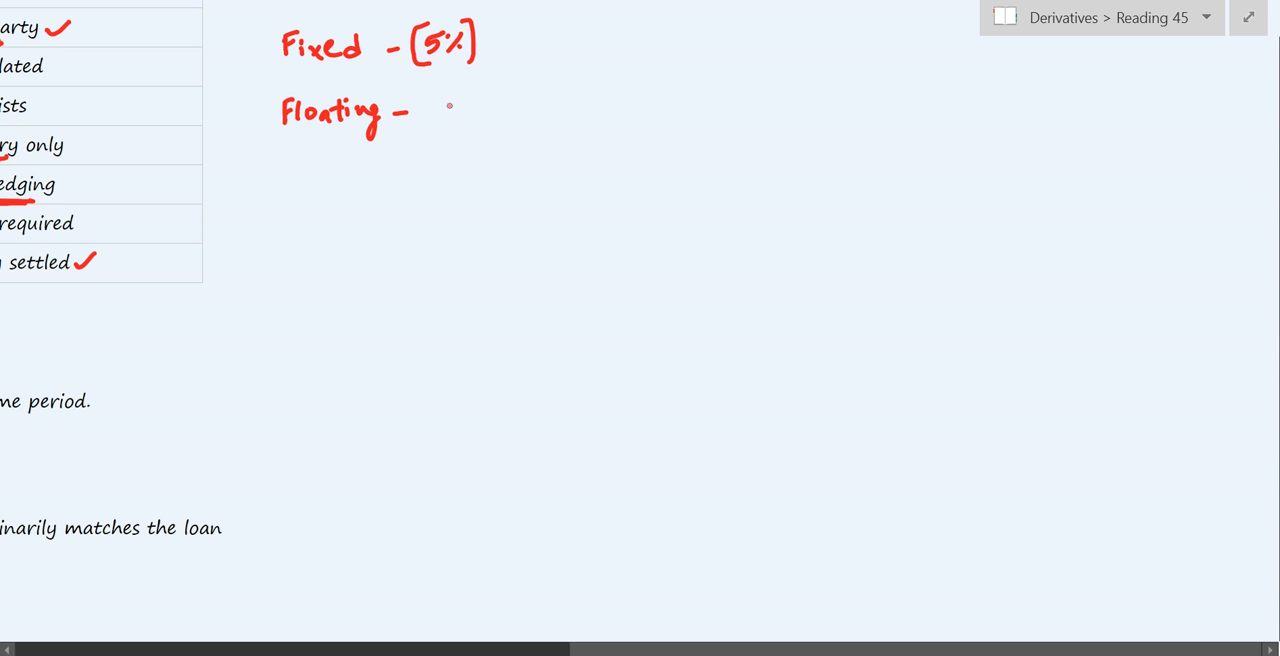 Derivatives > Reading 45
arty ✓
Fixed - [5%]
lated
ists
Floating -
ry only
edging
required
settled ✓
me period.
inarily matches the loan